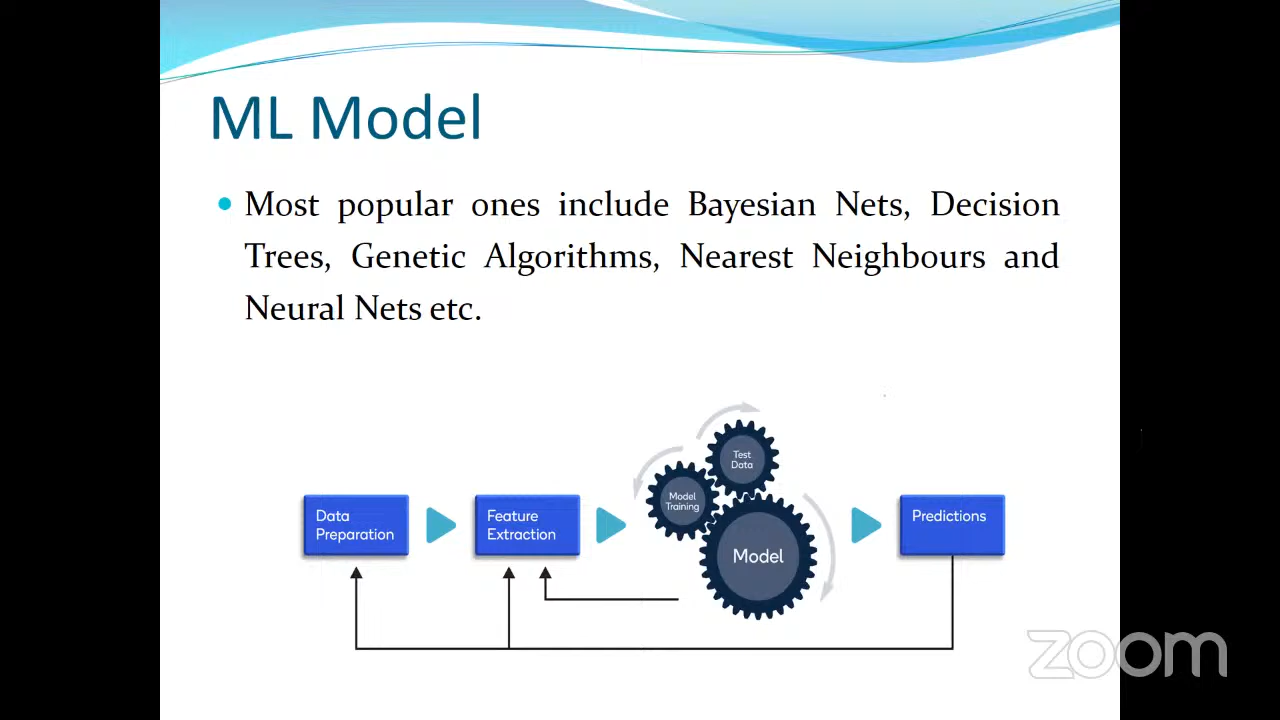 ML Model
Most popular ones include Bayesian Nets, Decision
Trees, Genetic Algorithms, Nearest Neighbours and
Neural Nets etc.
Data
Preparation
Feature
Extraction
Model
Training
Test
Data
Model
Predictions
zoom